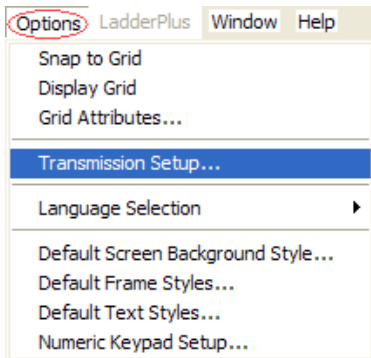 Options LadderPlus Window Help
Snap to Grid
Display Grid
Grid Attributes...
Transmission Setup...
Language Selection
Default Screen Background Style...
Default Frame Styles...
Default Text Styles...
Numeric Keypad Setup...